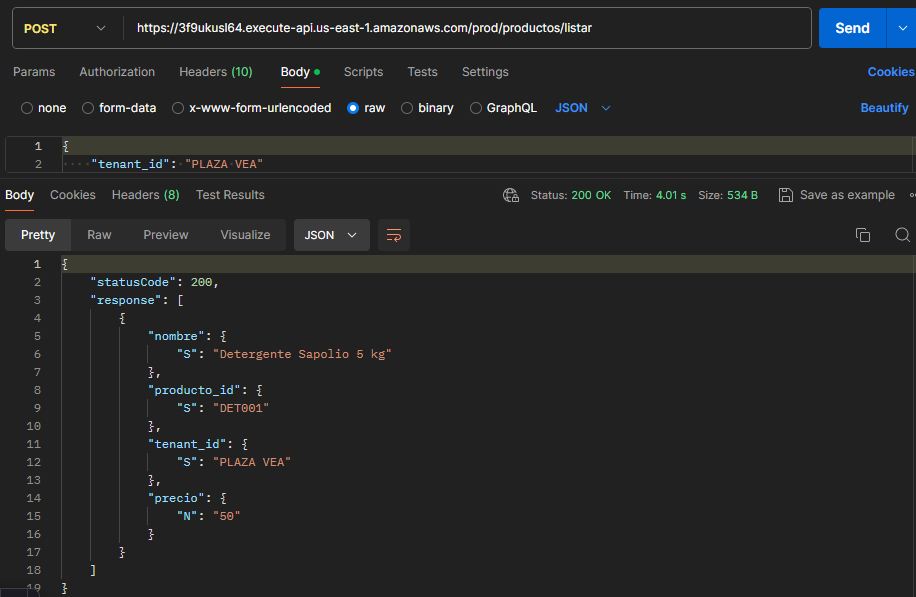 POST https://3f9ukusl64.execute-api.us-east-1.amazonaws.com/prod/productos/listar Send
Params Authorization Headers (10) Body Scripts Tests Settings Cookies
none form-data x-www-form-urlencoded raw binary GraphQL JSON Beautify
1 {
2 "tenant_id": "PLAZA VEA"
Body Cookies Headers (8) Test Results Status: 200 OK Time: 4.01 s Size: 534 B Save as example
Pretty Raw Preview Visualize JSON
1 {
2 "statusCode": 200,
3 "response": [
4 {
5 "nombre": {
6 "S": "Detergente Sapolio 5 kg"
7 },
8 "producto_id": {
9 "S": "DET001"
10 },
11 "tenant_id": {
12 "S": "PLAZA VEA"
13 },
14 "precio": {
15 "N": "50"
16 }
17 }
18 ]
19 }